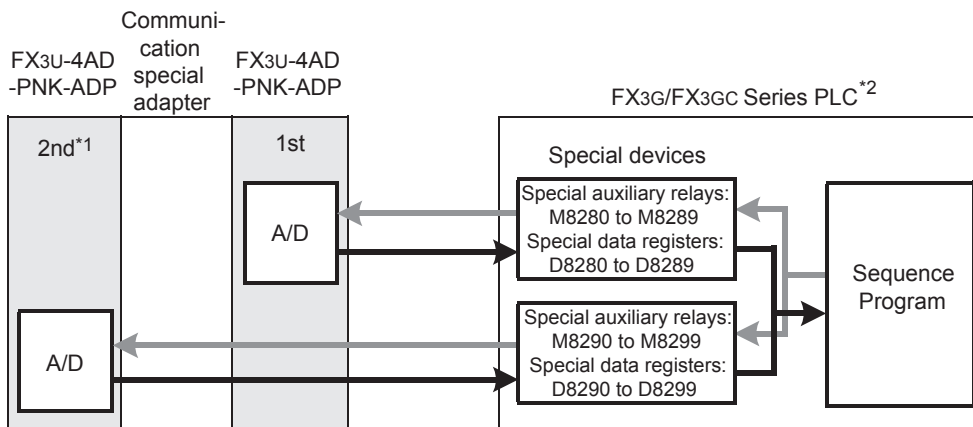 FX3U-4AD
-PNK-ADP
Communi-
cation
special
adapter
FX3U-4AD
-PNK-ADP
FX3G/FX3GC Series PLC*2
2nd*1
1st
Special devices
A/D
A/D
Special auxiliary relays:
M8280 to M8289
Special data registers:
D8280 to D8289
Special auxiliary relays:
M8290 to M8299
Special data registers:
D8290 to D8299
Sequence
Program